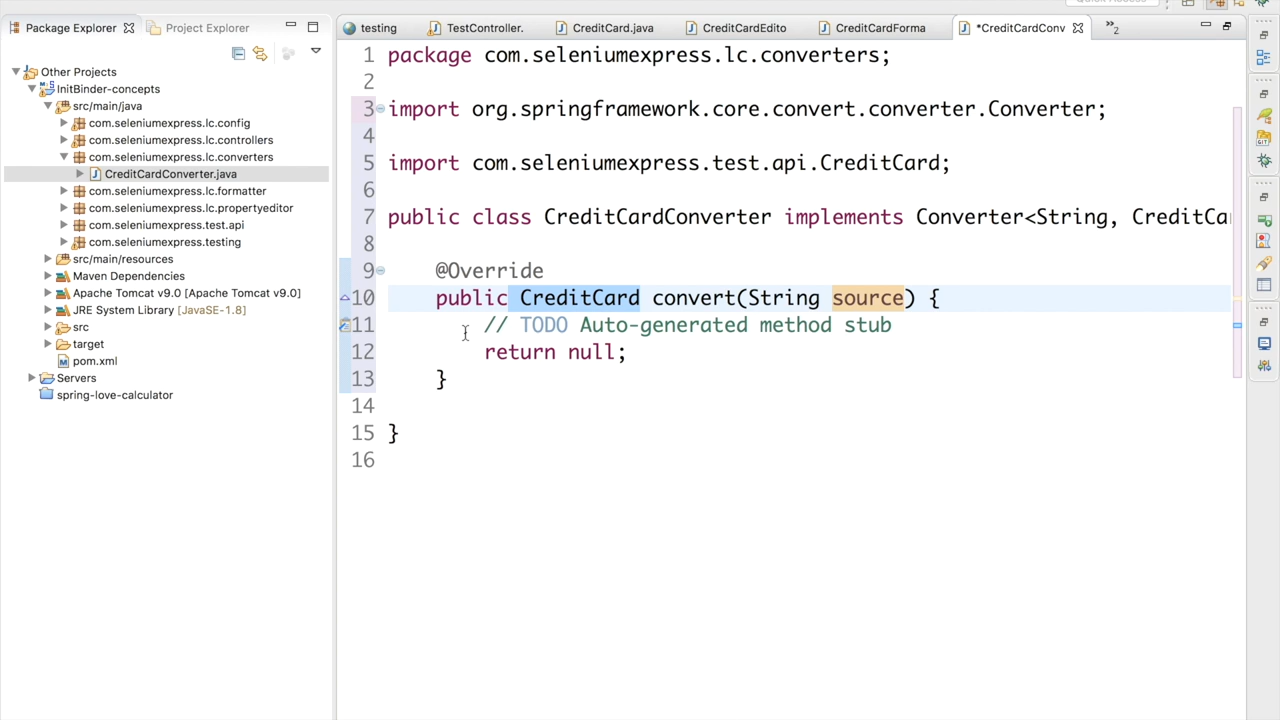 Quick Access
Package Explorer
Project Explorer
testing
TestController.
CreditCard.java
CreditCardEdito
CreditCardForma
*CreditCardConv
»2
Other Projects
InitBinder-concepts
src/main/java
com.seleniumexpress.lc.config
com.seleniumexpress.lc.controllers
com.seleniumexpress.lc.converters
CreditCardConverter.java
com.seleniumexpress.lc.formatter
com.seleniumexpress.lc.propertyeditor
com.seleniumexpress.test.api
com.seleniumexpress.testing
src/main/resources
Maven Dependencies
Apache Tomcat v9.0 [Apache Tomcat v9.0]
JRE System Library [JavaSE-1.8]
src
target
pom.xml
Servers
spring-love-calculator
1 package com.seleniumexpress.lc.converters;
2
3 import org.springframework.core.convert.converter.Converter;
4
5 import com.seleniumexpress.test.api.CreditCard;
6
7 public class CreditCardConverter implements Converter<String, CreditCa
8
9 @Override
10 public CreditCard convert(String source) {
11 // TODO Auto-generated method stub
12 return null;
13 }
14
15 }
16